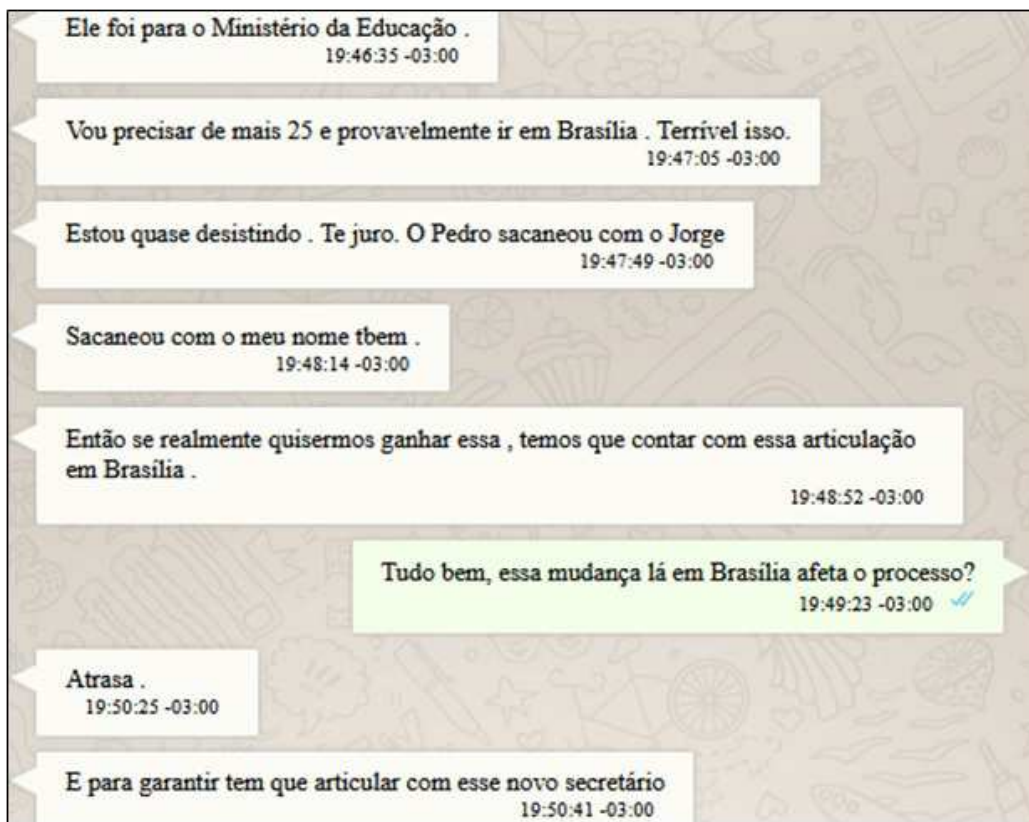 Ele foi para o Ministério da Educação .
19:46:35 -03:00
Vou precisar de mais 25 e provavelmente ir em Brasília . Terrível isso.
19:47:05 -03:00
Estou quase desistindo . Te juro. O Pedro sacaneou com o Jorge
19:47:49 -03:00
Sacaneou com o meu nome tbem .
19:48:14 -03:00
Então se realmente quisermos ganhar essa , temos que contar com essa articulação
em Brasília .
19:48:52 -03:00
Tudo bem, essa mudança lá em Brasília afeta o processo?
19:49:23 -03:00
Atrasa .
19:50:25 -03:00
E para garantir tem que articular com esse novo secretário
19:50:41 -03:00